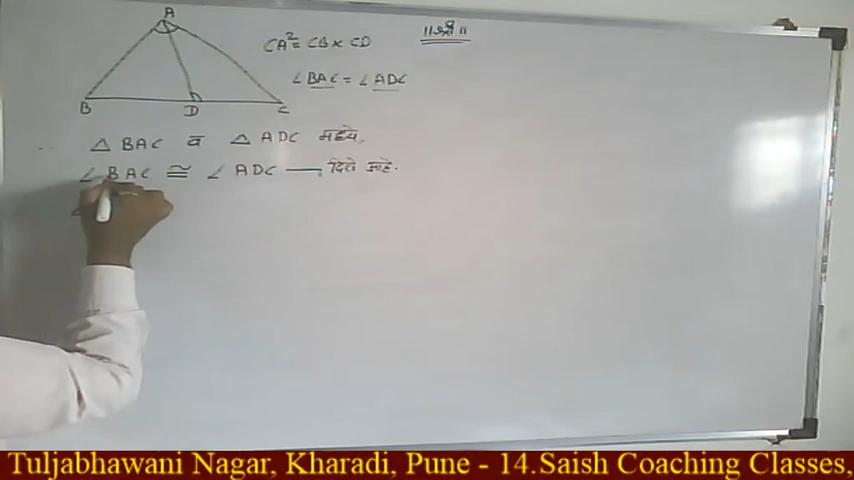 ॥श्री॥
A
B D C
CA² = CB × CD
∠BAC = ∠ADC
△ BAC व △ ADC मध्ये,
∠BAC ≅ ∠ADC — दिले आहे.
∠
Tuljabhawani Nagar, Kharadi, Pune - 14.Saish Coaching Classes,